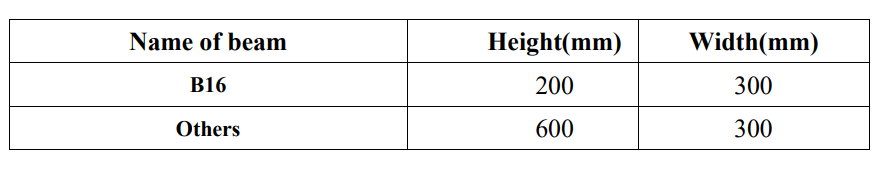 Name of beam Height(mm) Width(mm)
B16 200 300
Others 600 300